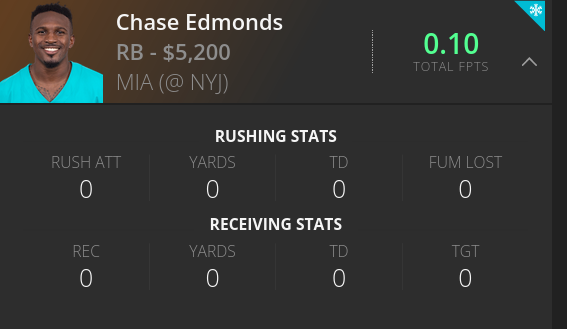 Chase Edmonds
RB - $5,200
MIA (@ NYJ)
0.10
TOTAL FPTS
RUSHING STATS
RUSH ATT YARDS TD FUM LOST
0 0 0 0
RECEIVING STATS
REC YARDS TD TGT
0 0 0 0